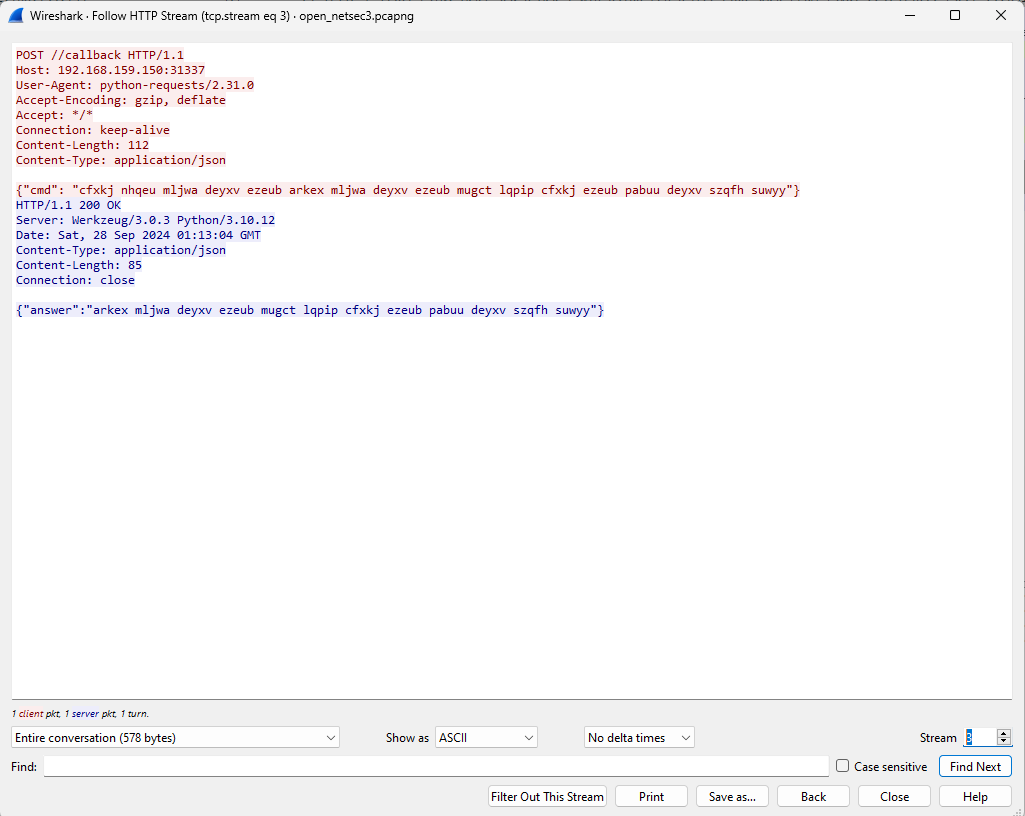 Wireshark · Follow HTTP Stream (tcp.stream eq 3) · open_netsec3.pcapng
POST //callback HTTP/1.1
Host: 192.168.159.150:31337
User-Agent: python-requests/2.31.0
Accept-Encoding: gzip, deflate
Accept: */*
Connection: keep-alive
Content-Length: 112
Content-Type: application/json
{"cmd": "cfxkj nhqeu mljwa deyxv ezeub arkex mljwa deyxv ezeub mugct lqpip cfxkj ezeub pabuu deyxv szqfh suwyy"}
HTTP/1.1 200 OK
Server: Werkzeug/3.0.3 Python/3.10.12
Date: Sat, 28 Sep 2024 01:13:04 GMT
Content-Type: application/json
Content-Length: 85
Connection: close
{"answer":"arkex mljwa deyxv ezeub mugct lqpip cfxkj ezeub pabuu deyxv szqfh suwyy"}
1 client pkt, 1 server pkt, 1 turn.
Entire conversation (578 bytes) Show as ASCII No delta times Stream 3
Find: Case sensitive Find Next
Filter Out This Stream Print Save as... Back Close Help